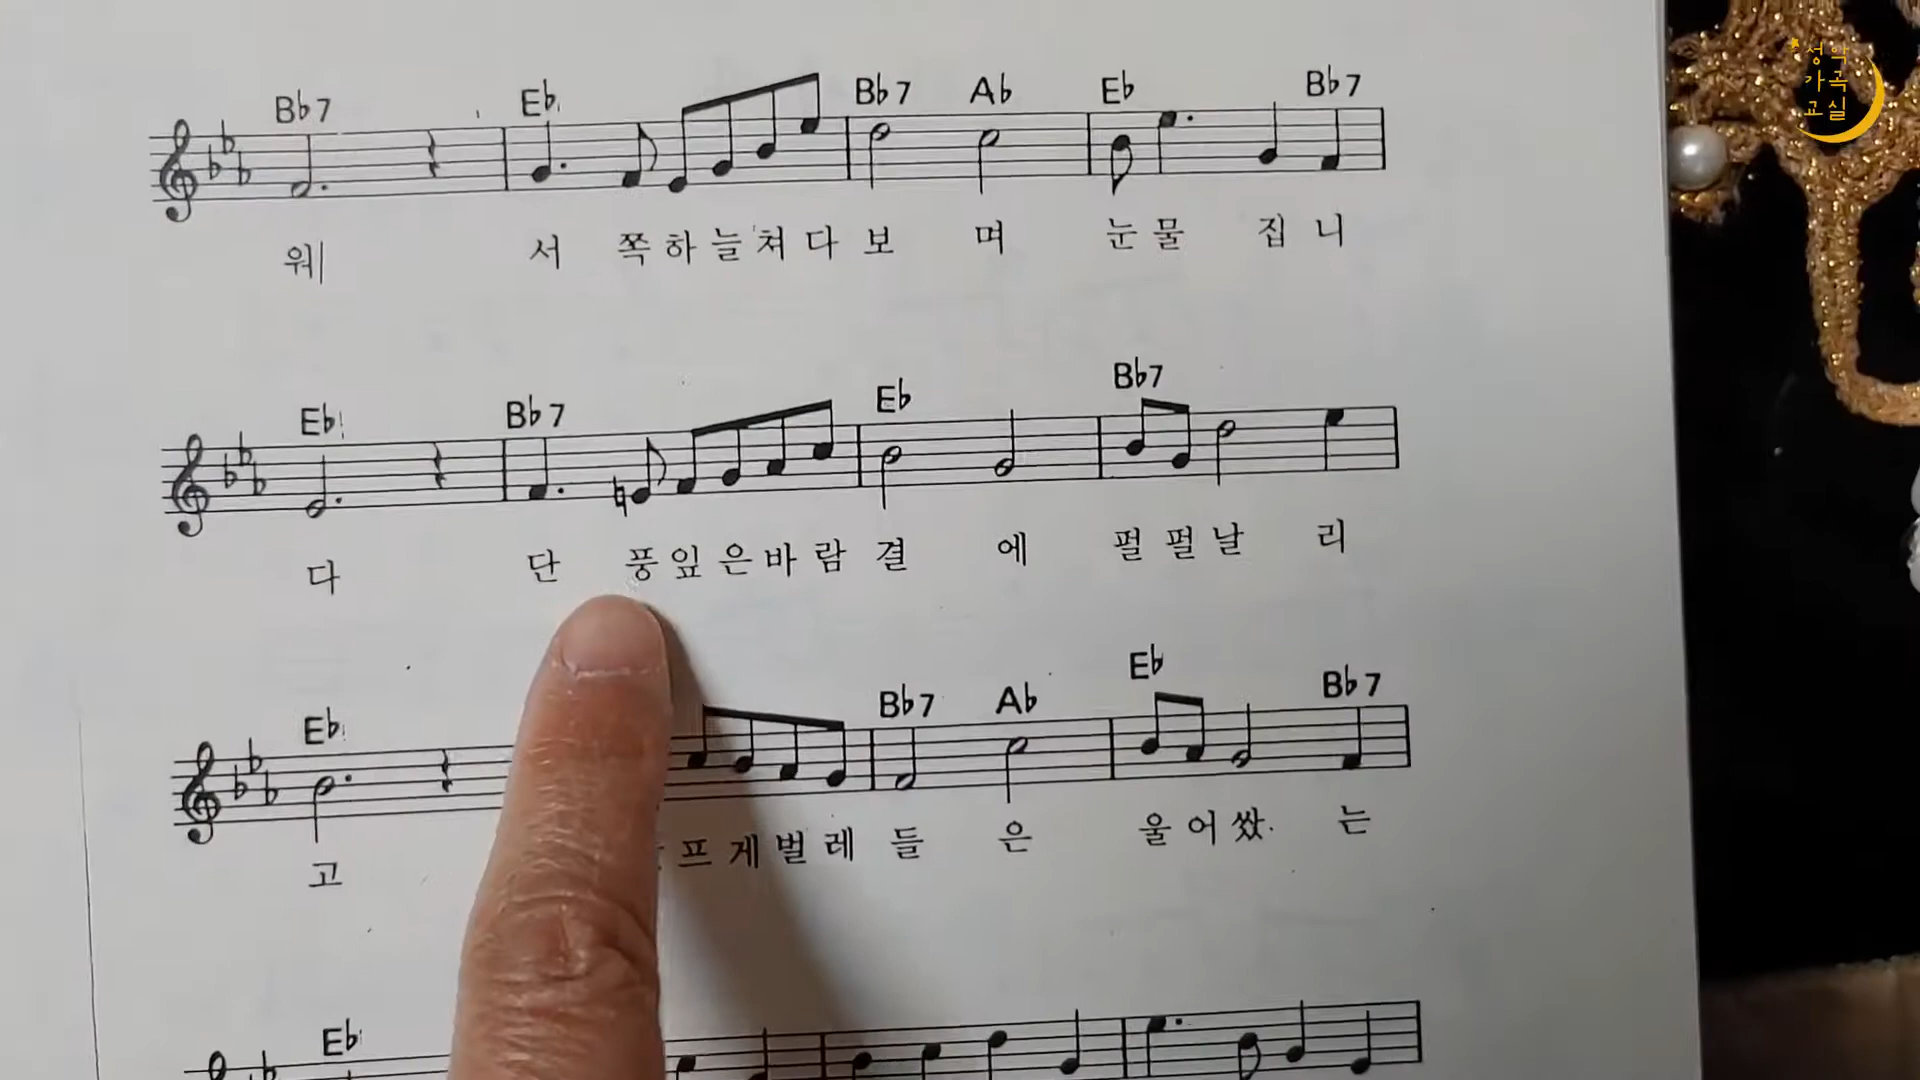 성악
가곡
교실
Bb7 Eb Bb7 Ab Eb Bb7
워 서 쪽하늘쳐다보 며 눈물 집니
Eb Bb7 Eb Bb7
다 단 풍잎은바람결 에 펄펄날 리
Eb Bb7 Ab Eb Bb7
고 프게벌레들 은 울어쌌 는
Eb